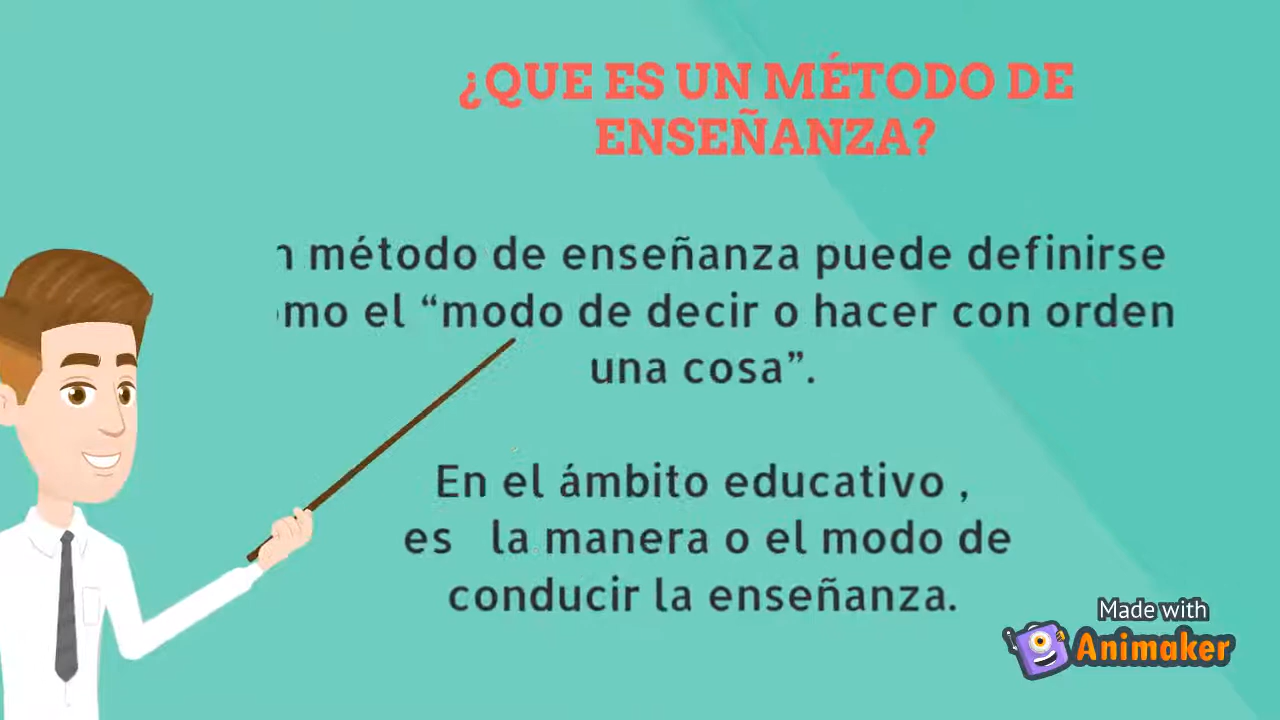 ¿QUE ES UN MÉTODO DE
ENSEÑANZA?
n método de enseñanza puede definirse
mo el “modo de decir o hacer con orden
una cosa”.
En el ámbito educativo ,
es la manera o el modo de
conducir la enseñanza.
Made with
Animaker